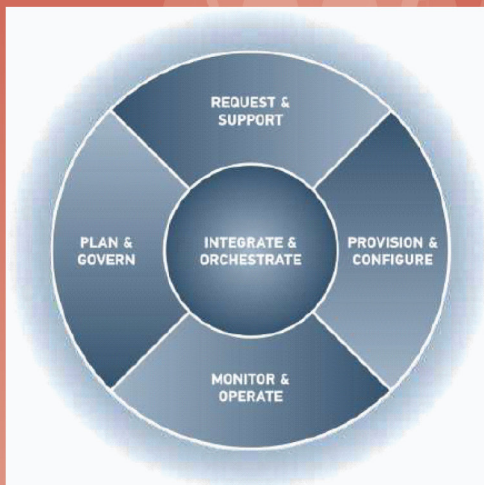 REQUEST &
SUPPORT
PLAN &
GOVERN
INTEGRATE &
ORCHESTRATE
PROVISION &
CONFIGURE
MONITOR &
OPERATE